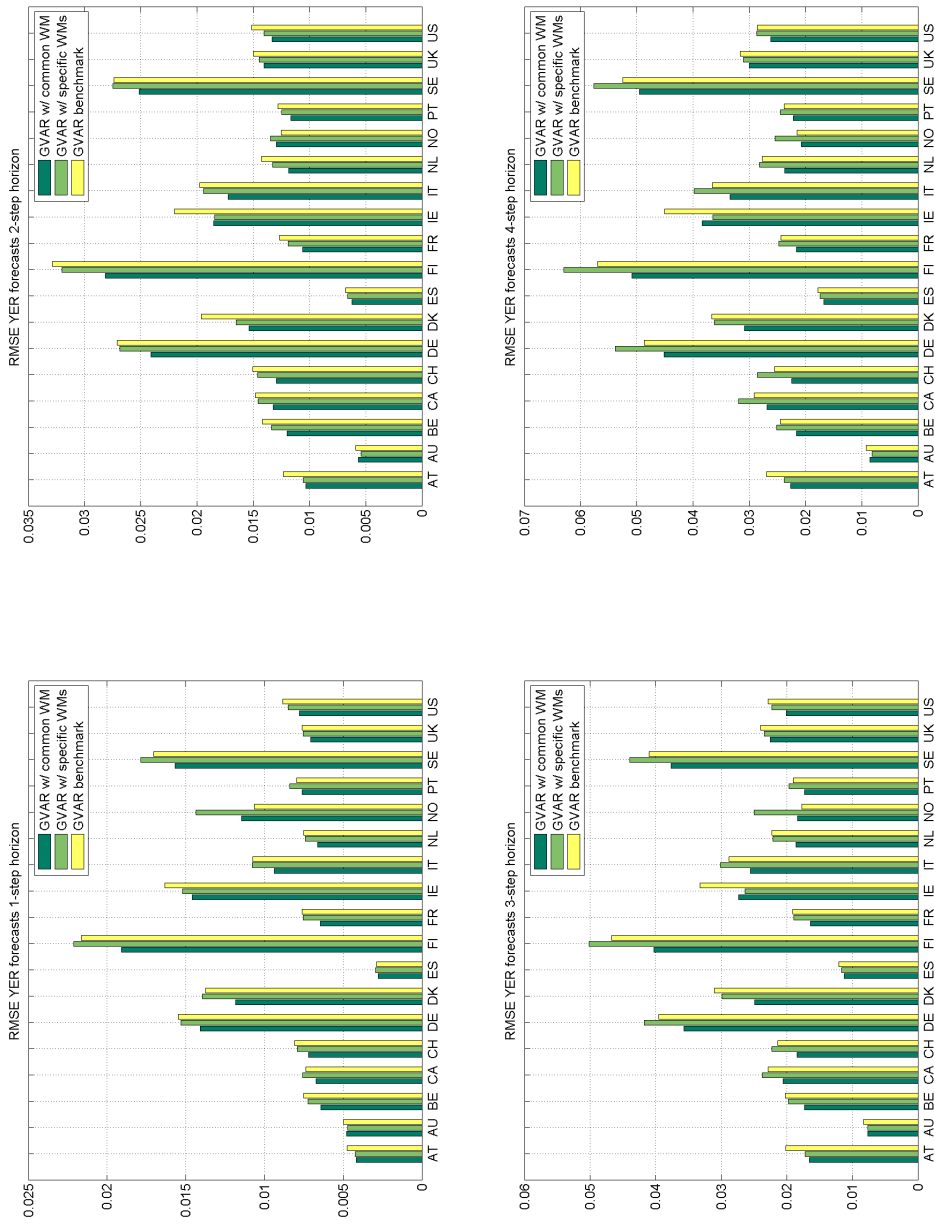 RMSE YER forecasts 1-step horizon
0.025
0.02
0.015
0.01
0.005
0
GVAR w/ common WM
GVAR w/ specific WMs
GVAR benchmark
AT AU BE CA CH DE DK ES FI FR IE IT NL NO PT SE UK US
RMSE YER forecasts 2-step horizon
0.035
0.03
0.025
0.02
0.015
0.01
0.005
0
GVAR w/ common WM
GVAR w/ specific WMs
GVAR benchmark
AT AU BE CA CH DE DK ES FI FR IE IT NL NO PT SE UK US
RMSE YER forecasts 3-step horizon
0.06
0.05
0.04
0.03
0.02
0.01
0
GVAR w/ common WM
GVAR w/ specific WMs
GVAR benchmark
AT AU BE CA CH DE DK ES FI FR IE IT NL NO PT SE UK US
RMSE YER forecasts 4-step horizon
0.07
0.06
0.05
0.04
0.03
0.02
0.01
0
GVAR w/ common WM
GVAR w/ specific WMs
GVAR benchmark
AT AU BE CA CH DE DK ES FI FR IE IT NL NO PT SE UK US